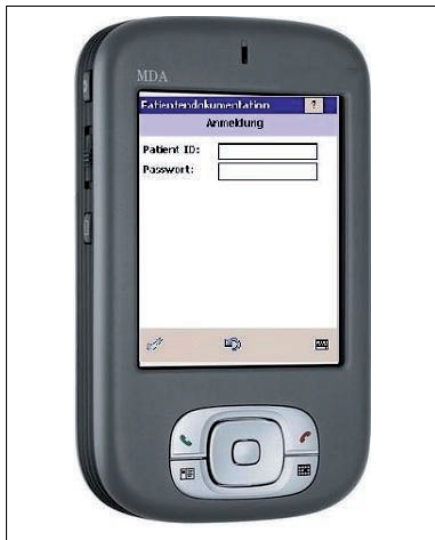 MDA
Patientendokumentation ?
Anmeldung
Patient ID:
Passwort: